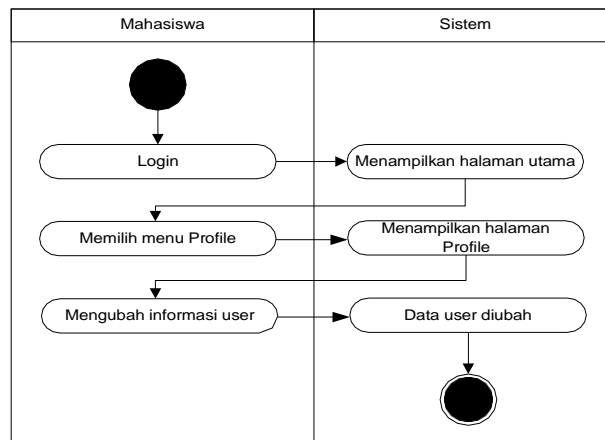 Mahasiswa
Sistem
Login
Menampilkan halaman utama
Memilih menu Profile
Menampilkan halaman
Profile
Mengubah informasi user
Data user diubah